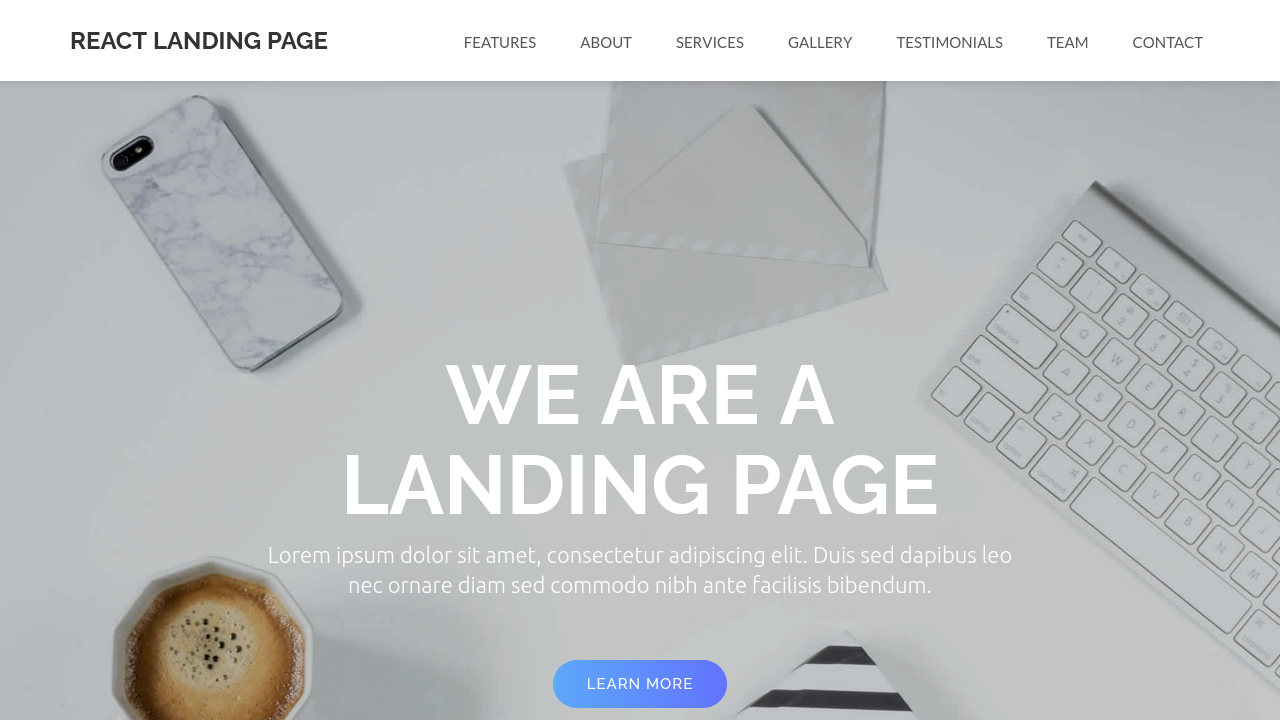 REACT LANDING PAGE
FEATURES ABOUT SERVICES GALLERY TESTIMONIALS TEAM CONTACT
WE ARE A
LANDING PAGE
Lorem ipsum dolor sit amet, consectetur adipiscing elit. Duis sed dapibus leo
nec ornare diam sed commodo nibh ante facilisis bibendum.
LEARN MORE